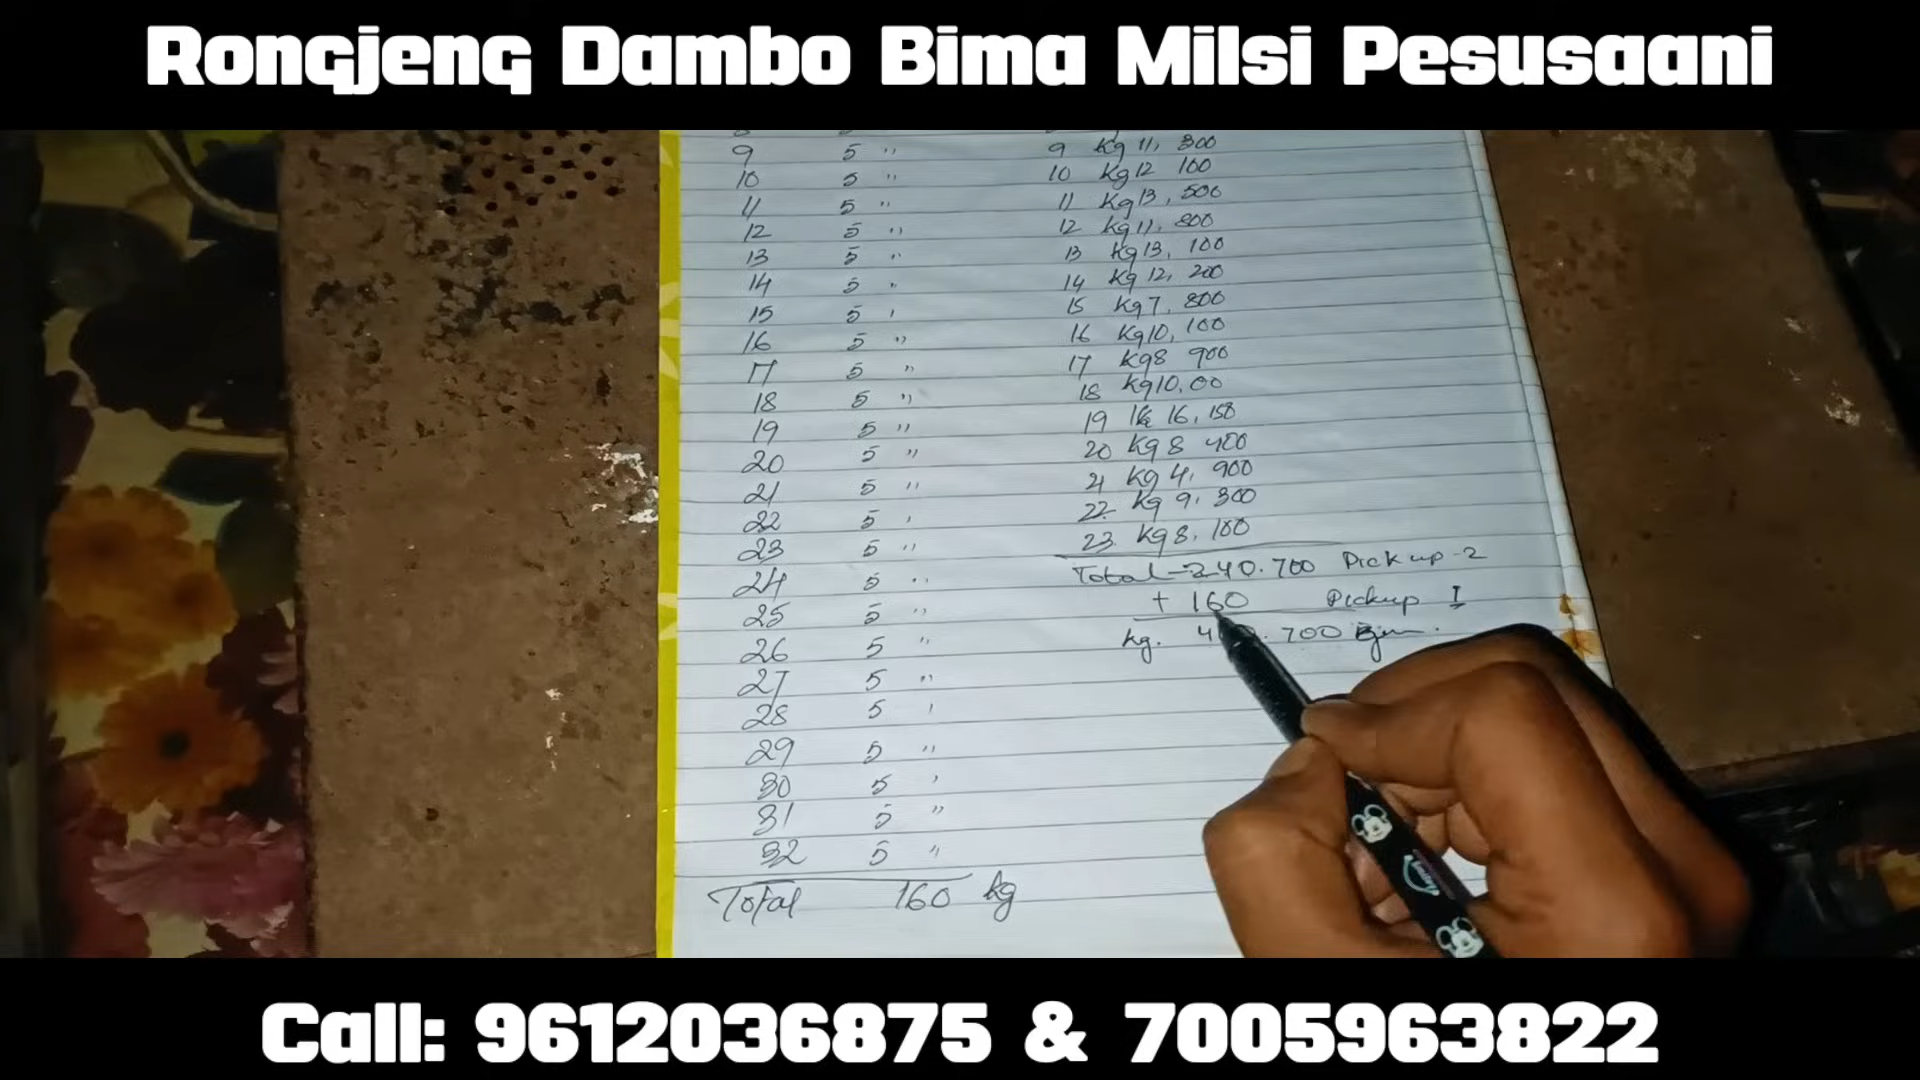 Rongjeng Dambo Bima Milsi Pesusaani
9 5 " 9 Kg 11, 300
10 5 " 10 Kg 12 100
11 5 " 11 Kg 13, 500
12 5 " 12 Kg 11, 800
13 5 " 13 Kg 13, 100
14 5 " 14 Kg 12, 200
15 5 ' 15 Kg 7, 800
16 5 " 16 Kg 10, 100
17 5 " 17 Kg 8 900
18 5 " 18 Kg 10,00
19 5 " 19 16, 150
20 5 " 20 Kg 8 400
21 5 " 21 Kg 4, 900
22 5 ' 22 Kg 9, 300
23 5 " 23 Kg 8, 100
24 5 " Total - 240.700 Pickup -2
25 5 " + 160 Pickup I
26 5 " Kg. .700
27 5 "
28 5 '
29 5 "
30 5 '
31 5 "
32 5 "
Total 160 kg
Call: 9612036875 & 7005963822